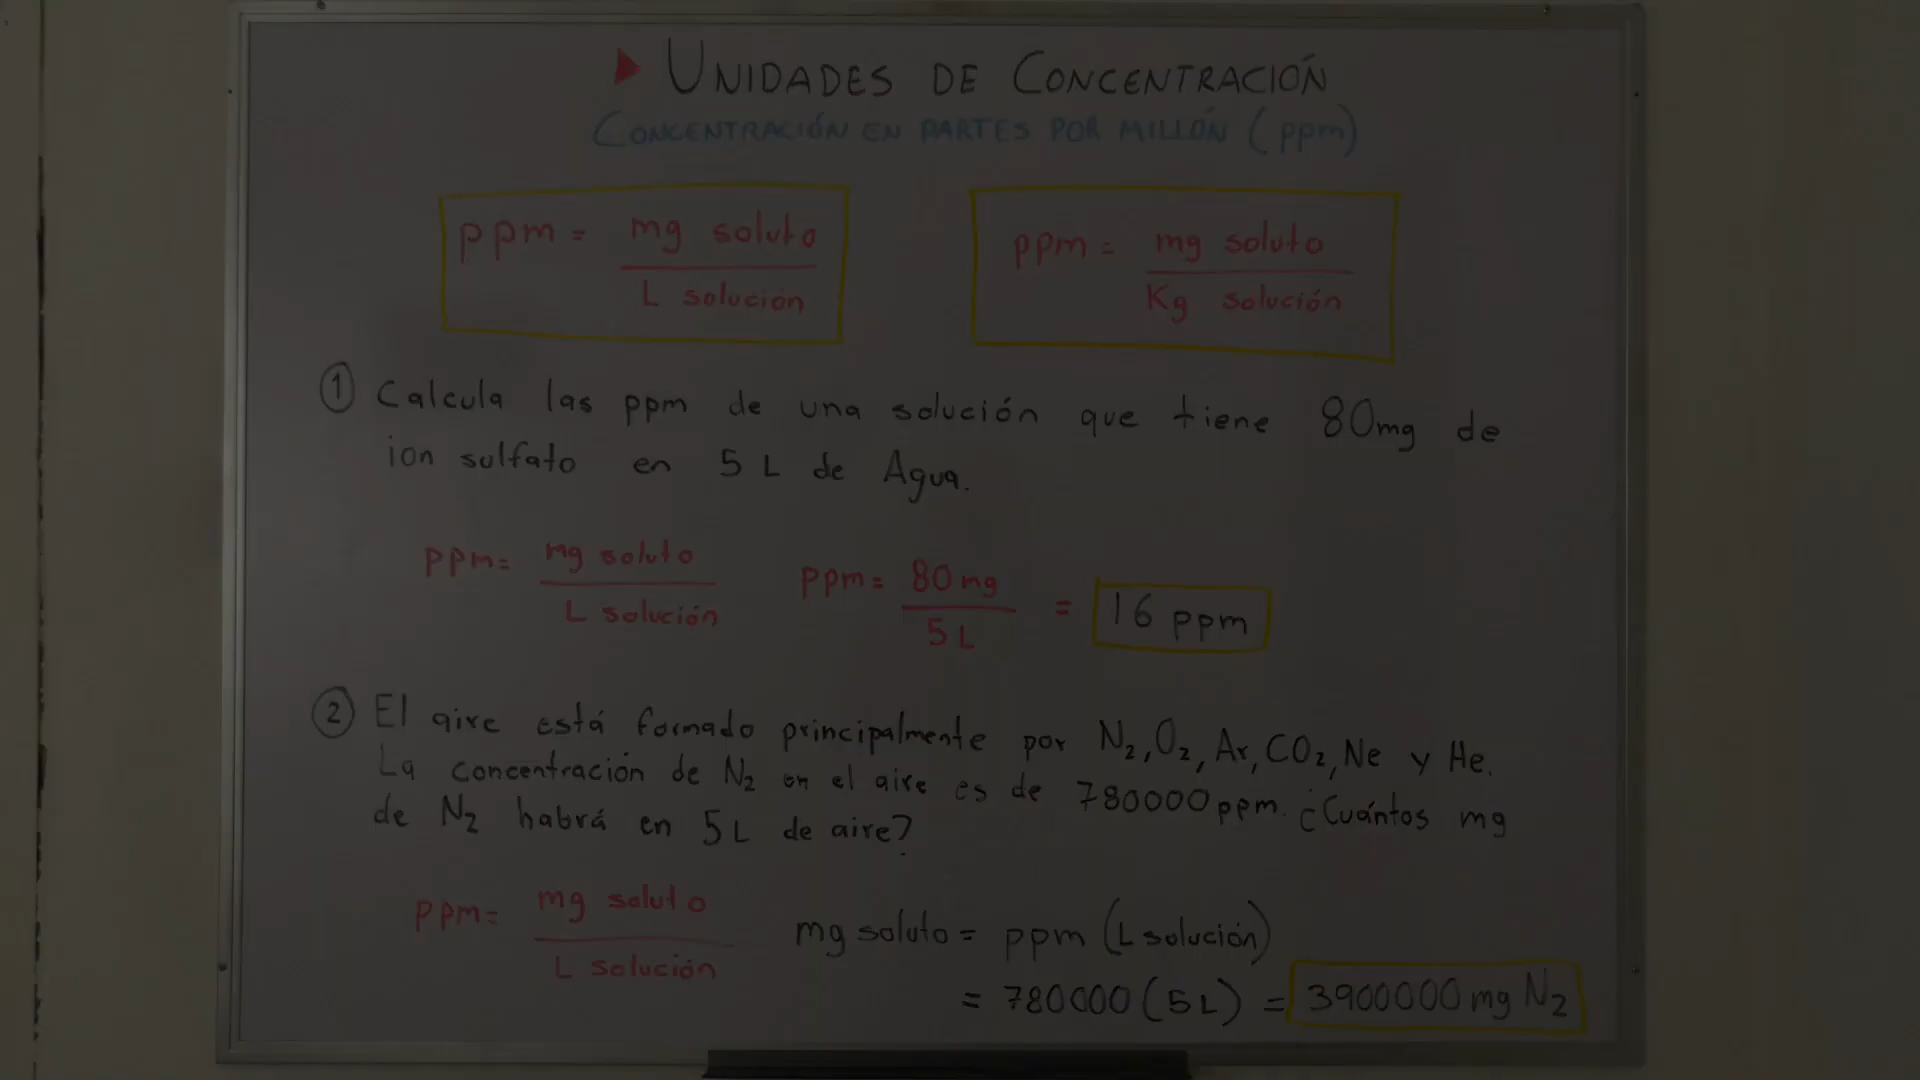 UNIDADES DE CONCENTRACIÓN
CONCENTRACIÓN EN PARTES POR MILLÓN (ppm)
ppm = mg soluto / L solución
ppm = mg soluto / Kg solución
① Calcula las ppm de una solución que tiene 80mg de
ion sulfato en 5 L de Agua.
ppm = mg soluto / L solución
ppm = 80 mg / 5 L = 16 ppm
② El aire está formado principalmente por N₂, O₂, Ar, CO₂, Ne y He.
La concentración de N₂ en el aire es de 780000 ppm. ¿Cuántos mg
de N₂ habrá en 5 L de aire?
ppm = mg soluto / L solución
mg soluto = ppm (L solución)
= 780000 (5 L) = 3900000 mg N₂